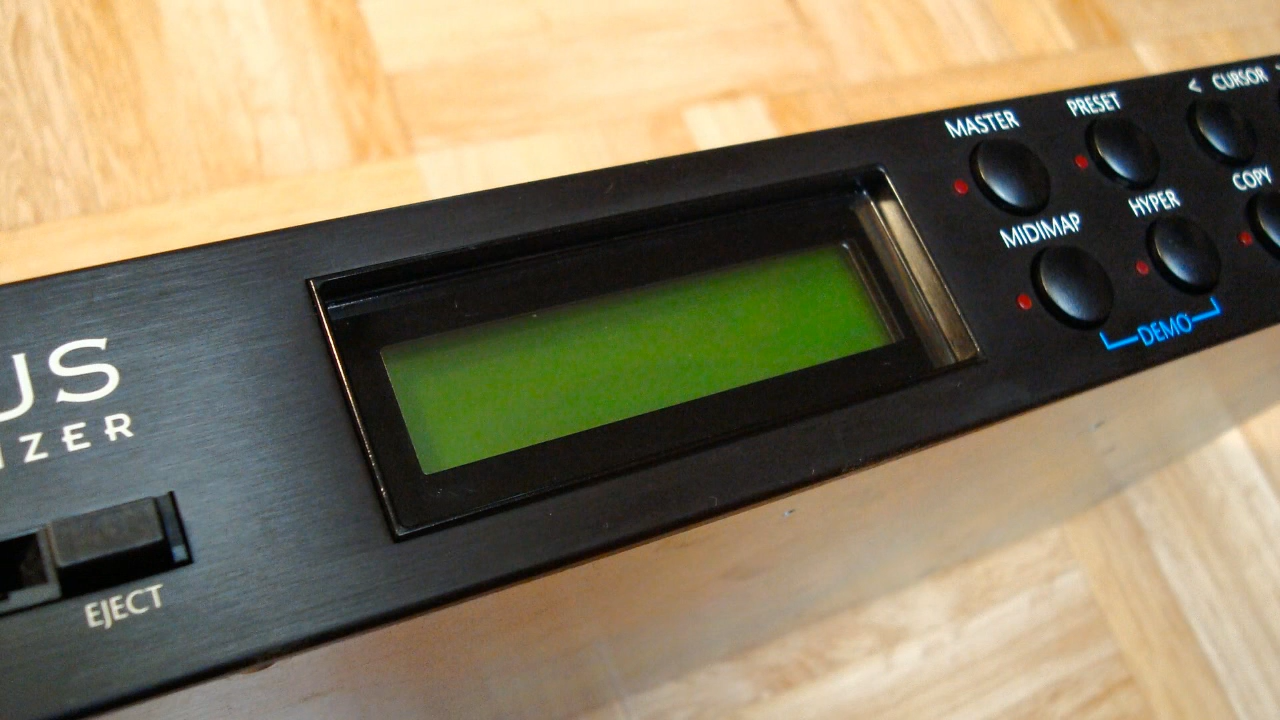 US
IZER
EJECT
MASTER
PRESET
< CURSOR
MIDIMAP
HYPER
COPY
DEMO